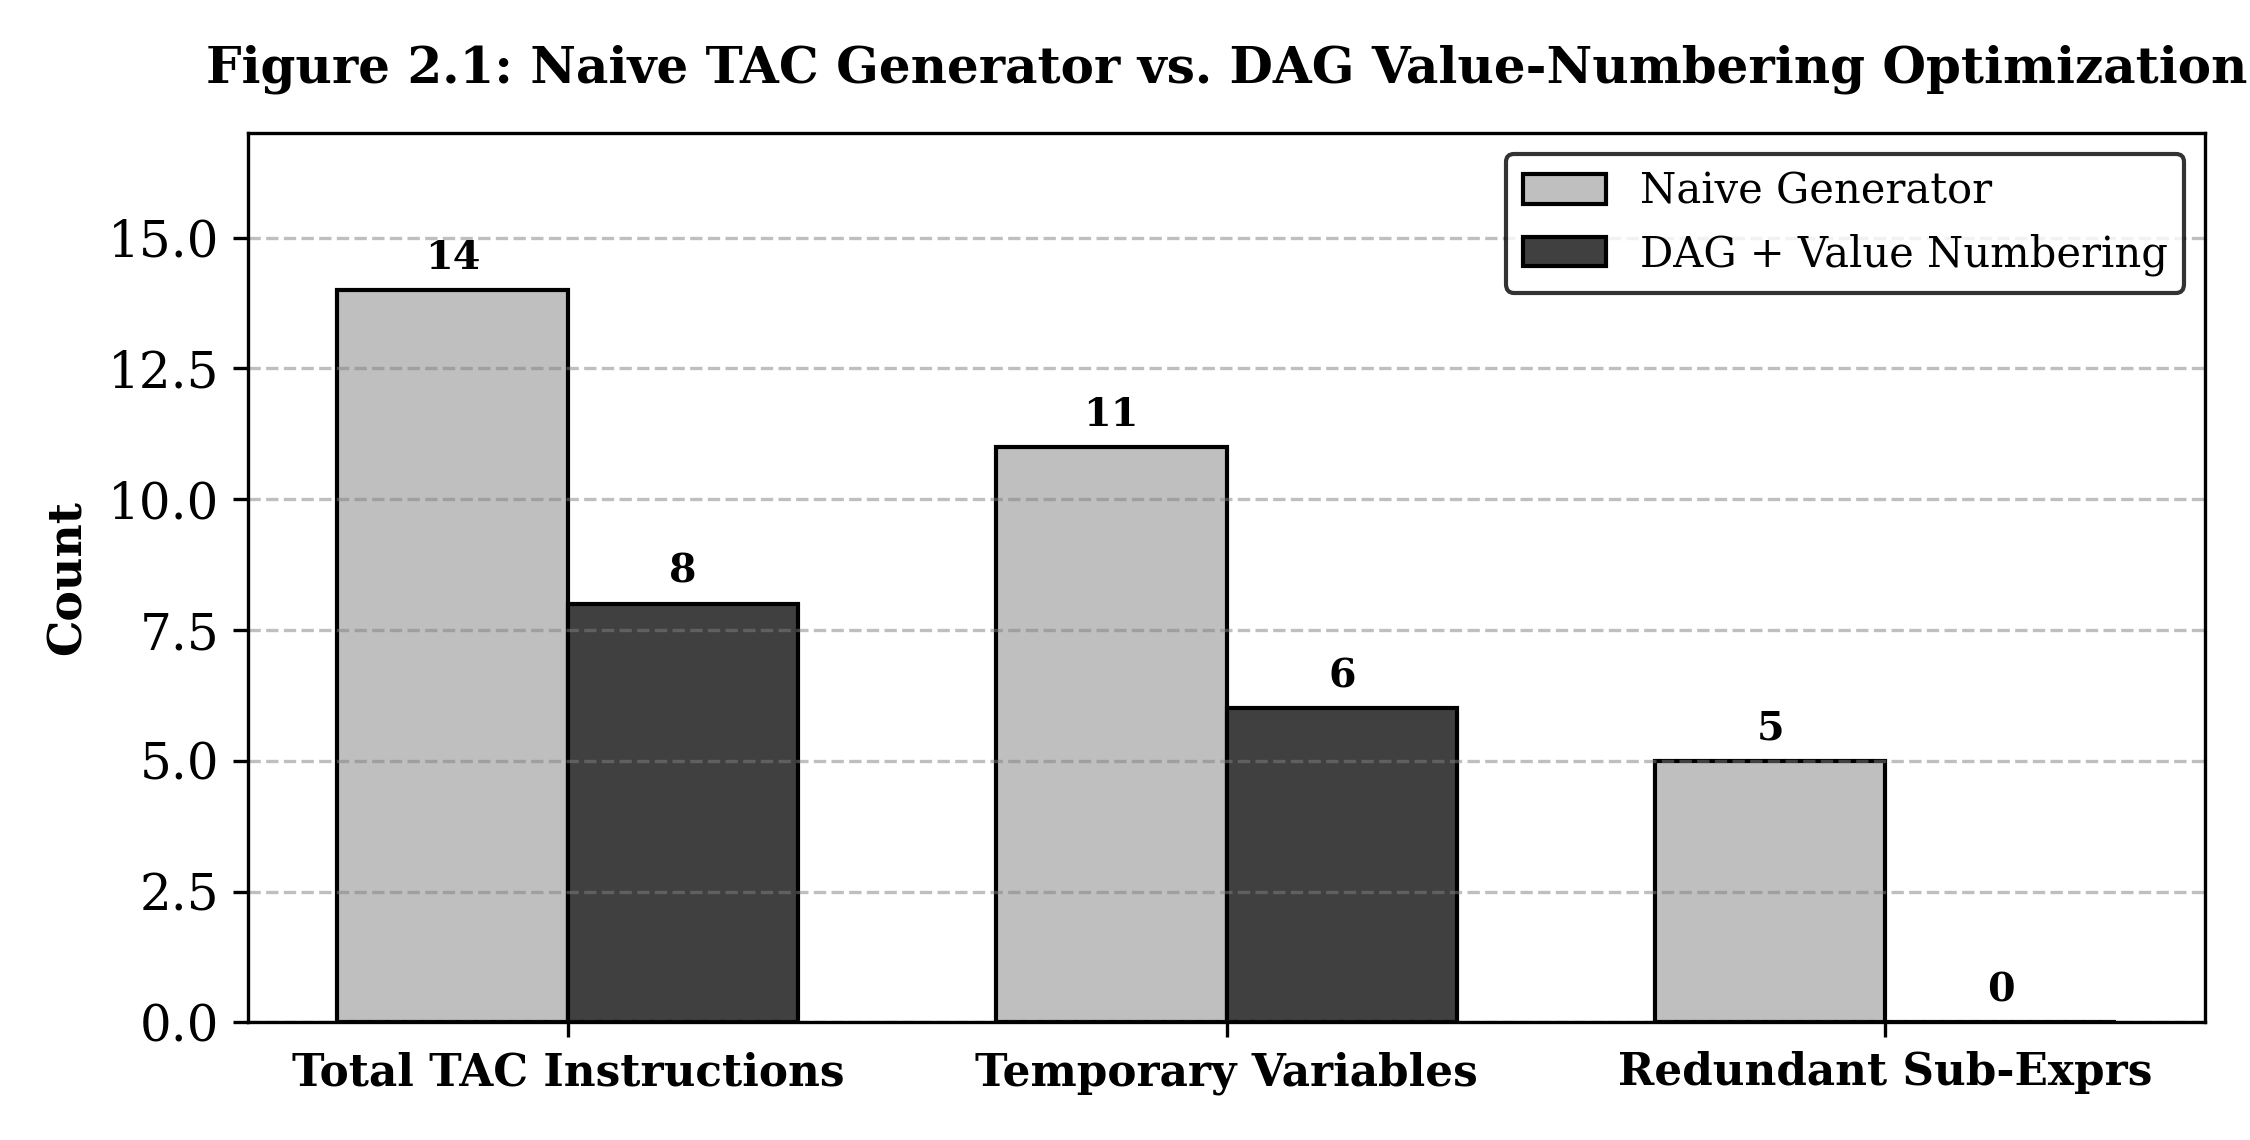 Figure 2.1: Naive TAC Generator vs. DAG Value-Numbering Optimization
Naive Generator
DAG + Value Numbering
Count
15.0
12.5
10.0
7.5
5.0
2.5
0.0
14
8
11
6
5
0
Total TAC Instructions
Temporary Variables
Redundant Sub-Exprs